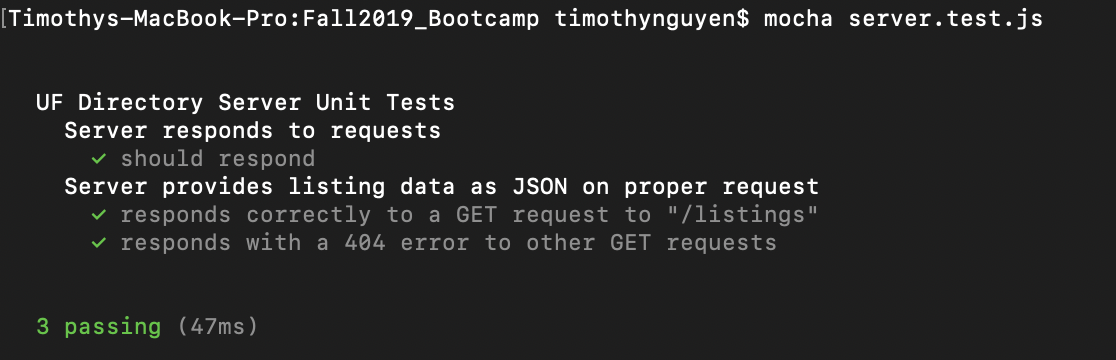 [Timothys-MacBook-Pro:Fall2019_Bootcamp timothynguyen$ mocha server.test.js
UF Directory Server Unit Tests
Server responds to requests
✓ should respond
Server provides listing data as JSON on proper request
✓ responds correctly to a GET request to "/listings"
✓ responds with a 404 error to other GET requests
3 passing (47ms)